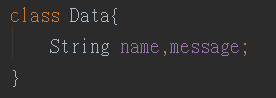 class Data{
    String name,message;
}